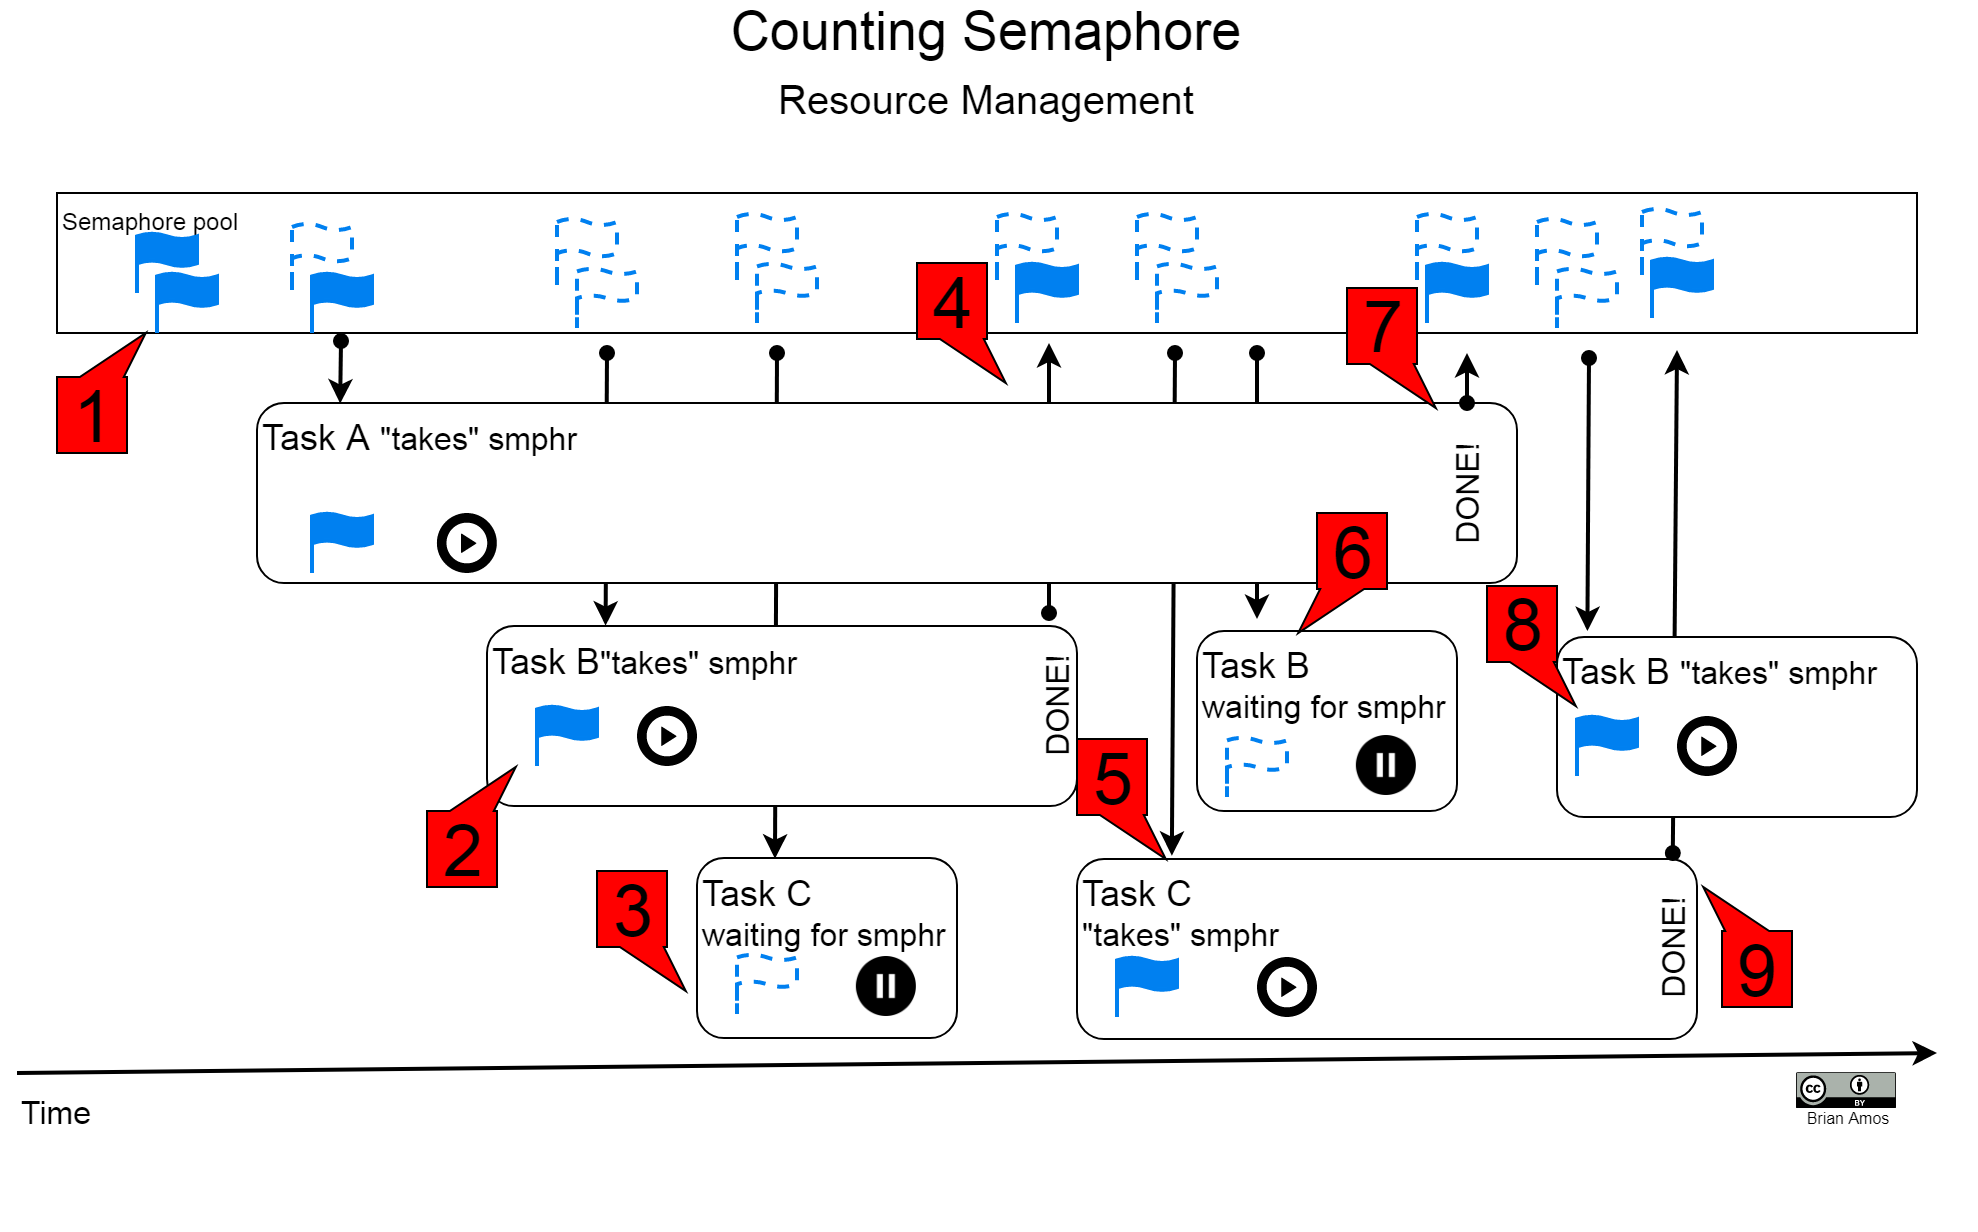 Counting Semaphore
Resource Management
Semaphore pool
1
4
7
Task A "takes" smphr
DONE!
6
8
Task B"takes" smphr
DONE!
2
Task B
waiting for smphr
Task B "takes" smphr
5
3
Task C
waiting for smphr
Task C
"takes" smphr
DONE!
9
Time
cc
BY
Brian Amos